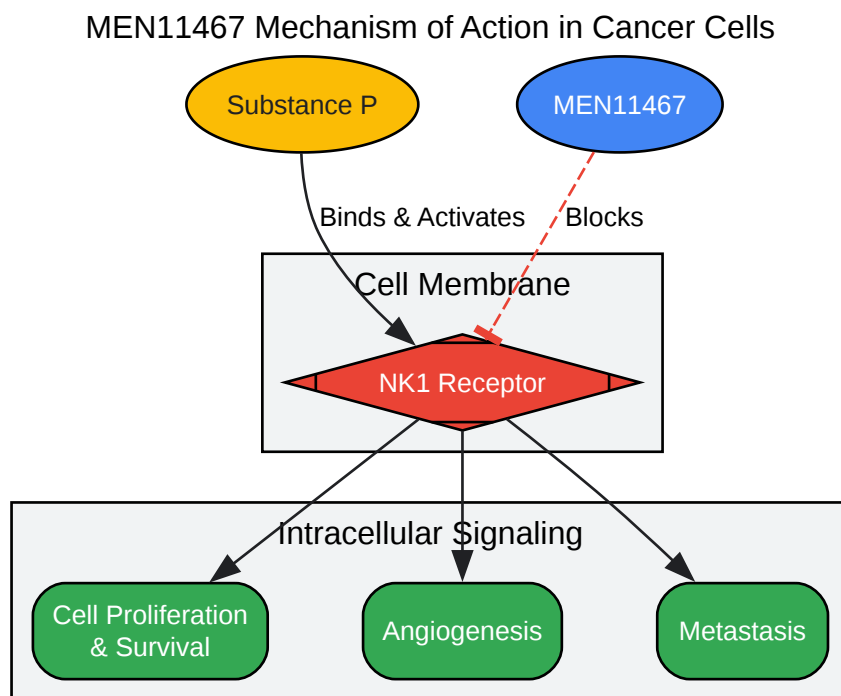 MEN11467 Mechanism of Action in Cancer Cells
Substance P
MEN11467
Binds & Activates
Blocks
Cell Membrane
NK1 Receptor
Intracellular Signaling
Cell Proliferation
& Survival
Angiogenesis
Metastasis